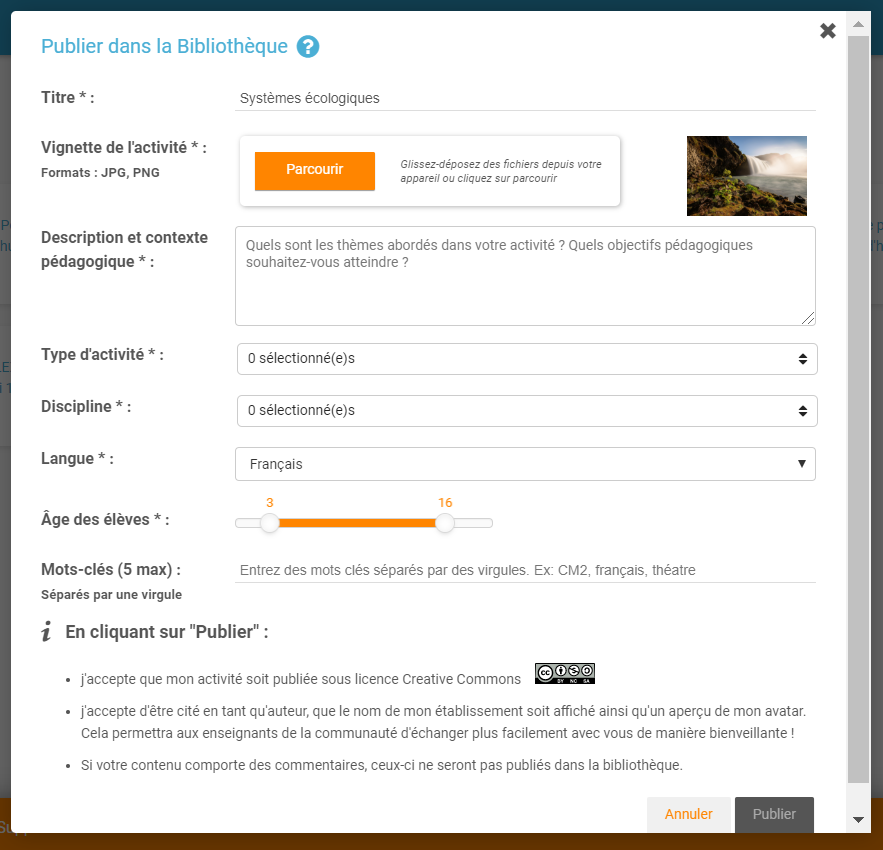 Publier dans la Bibliothèque ?
Titre * :
Systèmes écologiques
Vignette de l'activité * :
Formats : JPG, PNG
Parcourir
Glissez-déposez des fichiers depuis votre
appareil ou cliquez sur parcourir
Description et contexte
pédagogique * :
Quels sont les thèmes abordés dans votre activité ? Quels objectifs pédagogiques
souhaitez-vous atteindre ?
Type d'activité * :
0 sélectionné(e)s
Discipline * :
0 sélectionné(e)s
Langue * :
Français
Âge des élèves * :
3 16
Mots-clés (5 max) :
Séparés par une virgule
Entrez des mots clés séparés par des virgules. Ex: CM2, français, théatre
i En cliquant sur "Publier" :
j'accepte que mon activité soit publiée sous licence Creative Commons
cc BY NC SA
j'accepte d'être cité en tant qu'auteur, que le nom de mon établissement soit affiché ainsi qu'un aperçu de mon avatar.
Cela permettra aux enseignants de la communauté d'échanger plus facilement avec vous de manière bienveillante !
Si votre contenu comporte des commentaires, ceux-ci ne seront pas publiés dans la bibliothèque.
Annuler
Publier